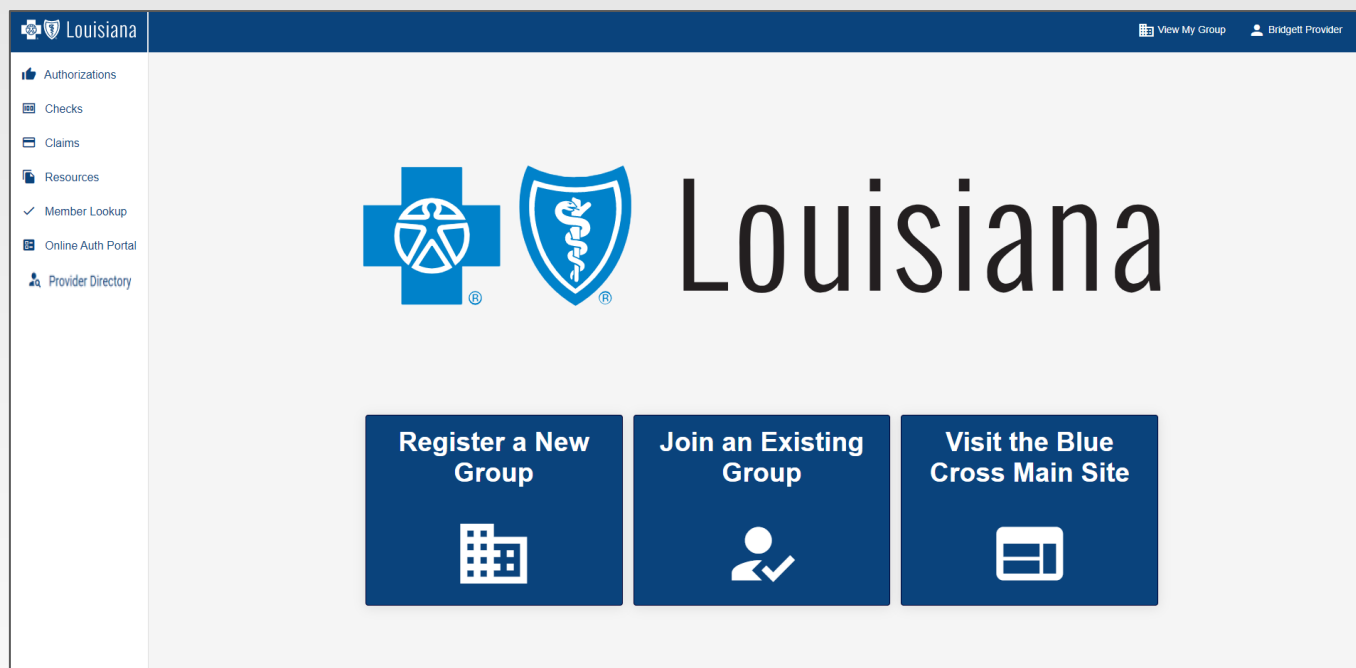 Louisiana
View My Group
Bridgett Provider
Authorizations
Checks
Claims
Resources
Member Lookup
Online Auth Portal
Provider Directory
® ® Louisiana
Register a New
Group
Join an Existing
Group
Visit the Blue
Cross Main Site